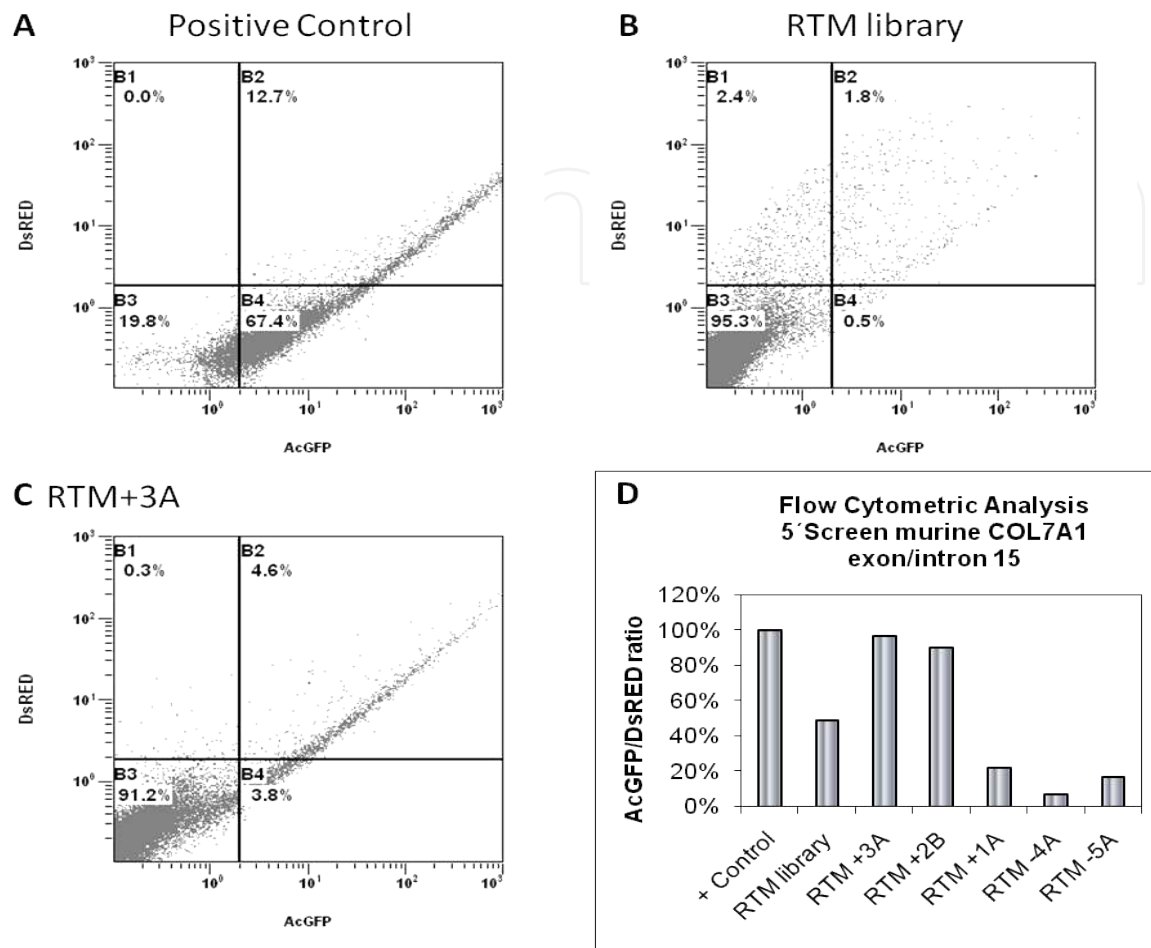 A Positive Control
10³
10²
10¹
10⁰
DsRED
B1
0.0%
B2
12.7%
B3
19.8%
B4
67.4%
10⁰ 10¹ 10² 10³
AcGFP
B RTM library
10³
10²
10¹
10⁰
DsRED
B1
2.4%
B2
1.8%
B3
95.3%
B4
0.5%
10⁰ 10¹ 10² 10³
AcGFP
C RTM+3A
10³
10²
10¹
10⁰
DsRED
B1
0.3%
B2
4.6%
B3
91.2%
B4
3.8%
10⁰ 10¹ 10² 10³
AcGFP
D
Flow Cytometric Analysis
5´Screen murine COL7A1
exon/intron 15
AcGFP/DsRED ratio
120%
100%
80%
60%
40%
20%
0%
+ Control
RTM library
RTM +3A
RTM +2B
RTM +1A
RTM -4A
RTM -5A